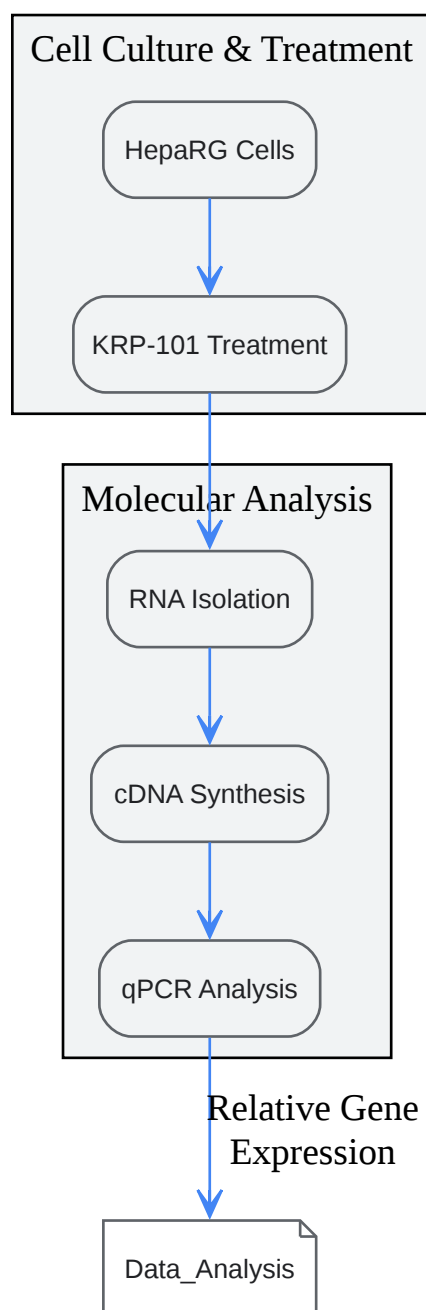 Cell Culture & Treatment
HepaRG Cells
KRP-101 Treatment
Molecular Analysis
RNA Isolation
cDNA Synthesis
qPCR Analysis
Relative Gene
Expression
Data_Analysis